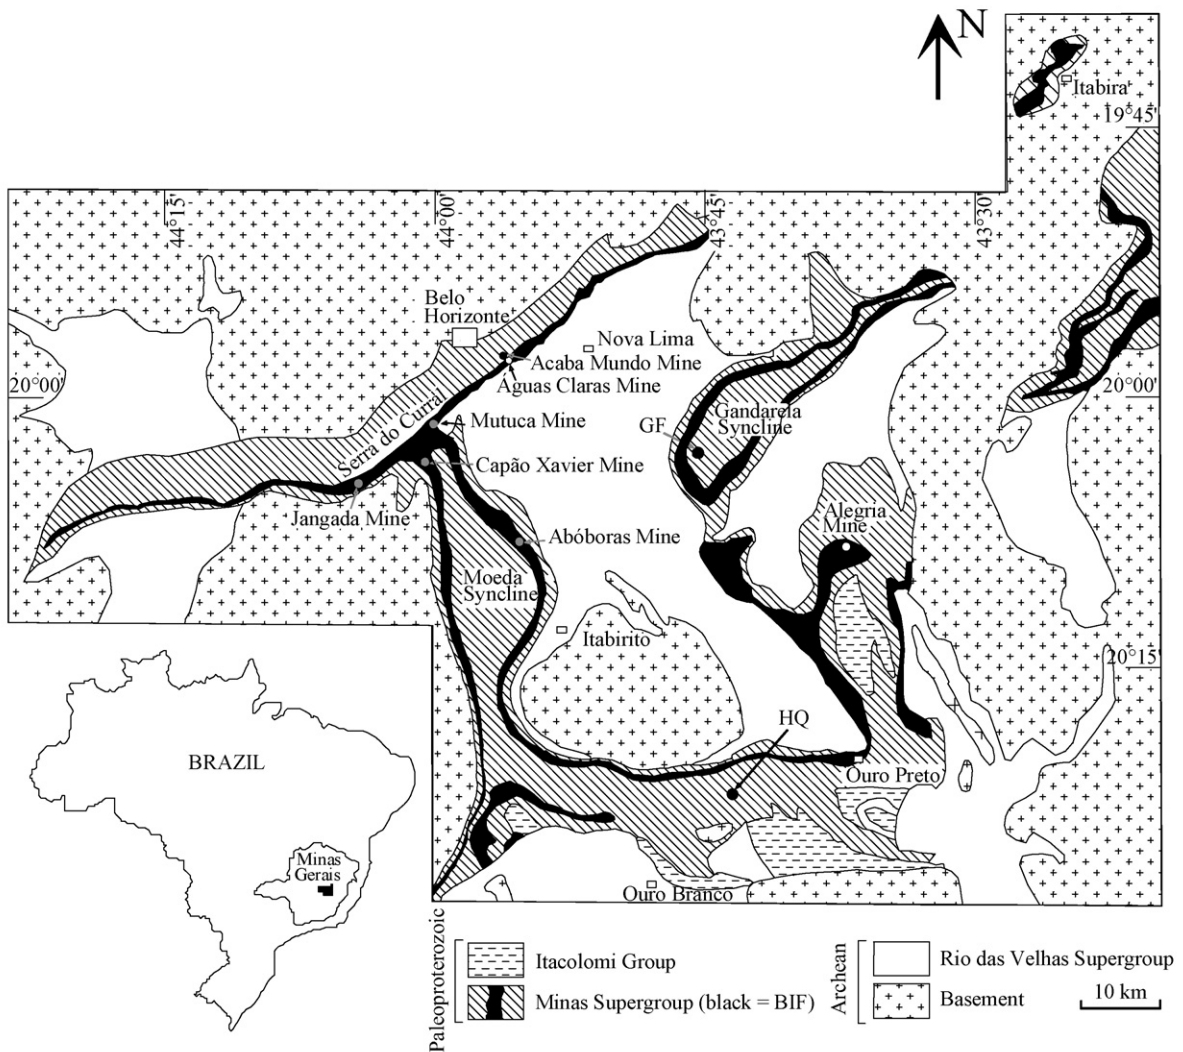 N
Itabira
19°45'
44°15'
44°00'
43°45'
43°30'
Belo
Horizonte
Nova Lima
Acaba Mundo Mine
Águas Claras Mine
20°00'
20°00'
Serra do Curral
Mutuca Mine
GF
Gandarela
Syncline
Capão Xavier Mine
Jangada Mine
Alegria
Mine
Abóboras Mine
Moeda
Syncline
Itabirito
20°15'
HQ
BRAZIL
Ouro Preto
Minas
Gerais
Ouro Branco
Paleoproterozoic
Itacolomi Group
Minas Supergroup (black = BIF)
Archean
Rio das Velhas Supergroup
Basement
10 km